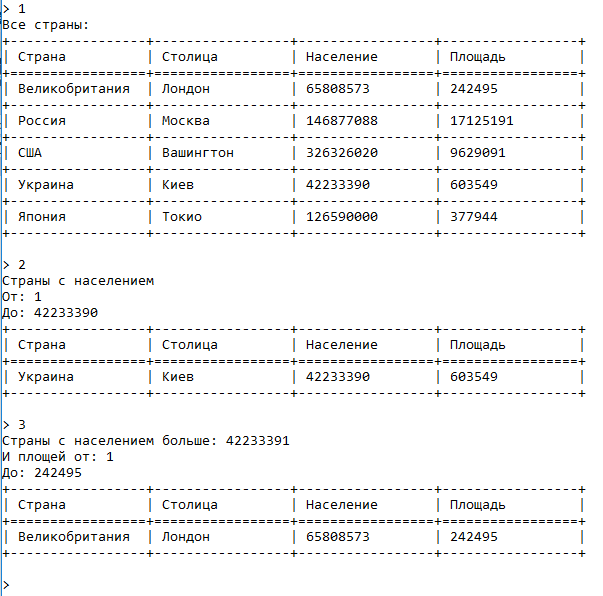 > 1
Все страны:
+-----------------+-----------------+-----------------+-----------------+
| Страна | Столица | Население | Площадь |
+=================+=================+=================+=================+
| Великобритания | Лондон | 65808573 | 242495 |
+-----------------+-----------------+-----------------+-----------------+
| Россия | Москва | 146877088 | 17125191 |
+-----------------+-----------------+-----------------+-----------------+
| США | Вашингтон | 326326020 | 9629091 |
+-----------------+-----------------+-----------------+-----------------+
| Украина | Киев | 42233390 | 603549 |
+-----------------+-----------------+-----------------+-----------------+
| Япония | Токио | 126590000 | 377944 |
+-----------------+-----------------+-----------------+-----------------+
> 2
Страны с населением
От: 1
До: 42233390
+-----------------+-----------------+-----------------+-----------------+
| Страна | Столица | Население | Площадь |
+=================+=================+=================+=================+
| Украина | Киев | 42233390 | 603549 |
+-----------------+-----------------+-----------------+-----------------+
> 3
Страны с населением больше: 42233391
И площей от: 1
До: 242495
+-----------------+-----------------+-----------------+-----------------+
| Страна | Столица | Население | Площадь |
+=================+=================+=================+=================+
| Великобритания | Лондон | 65808573 | 242495 |
+-----------------+-----------------+-----------------+-----------------+
>